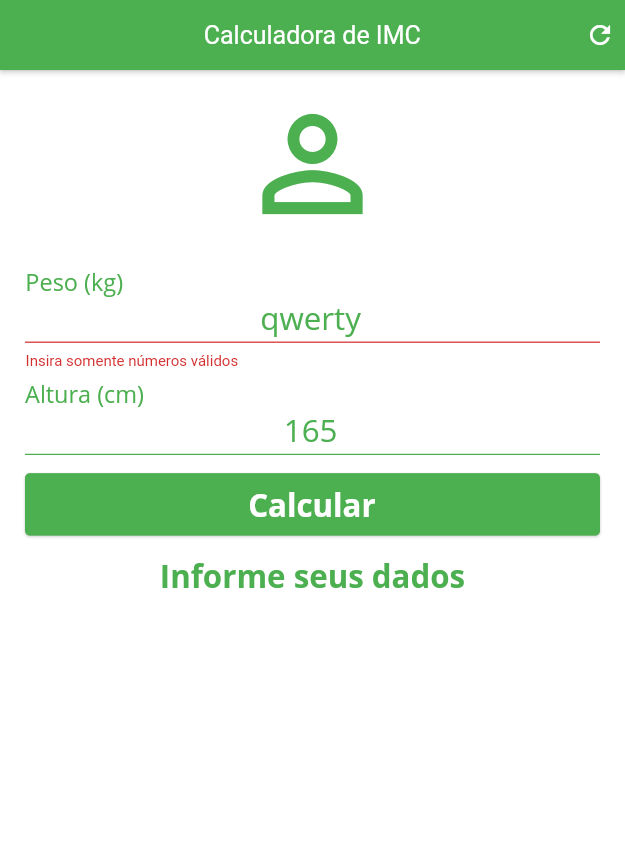 Calculadora de IMC
Peso (kg)
qwerty
Insira somente números válidos
Altura (cm)
165
Calcular
Informe seus dados